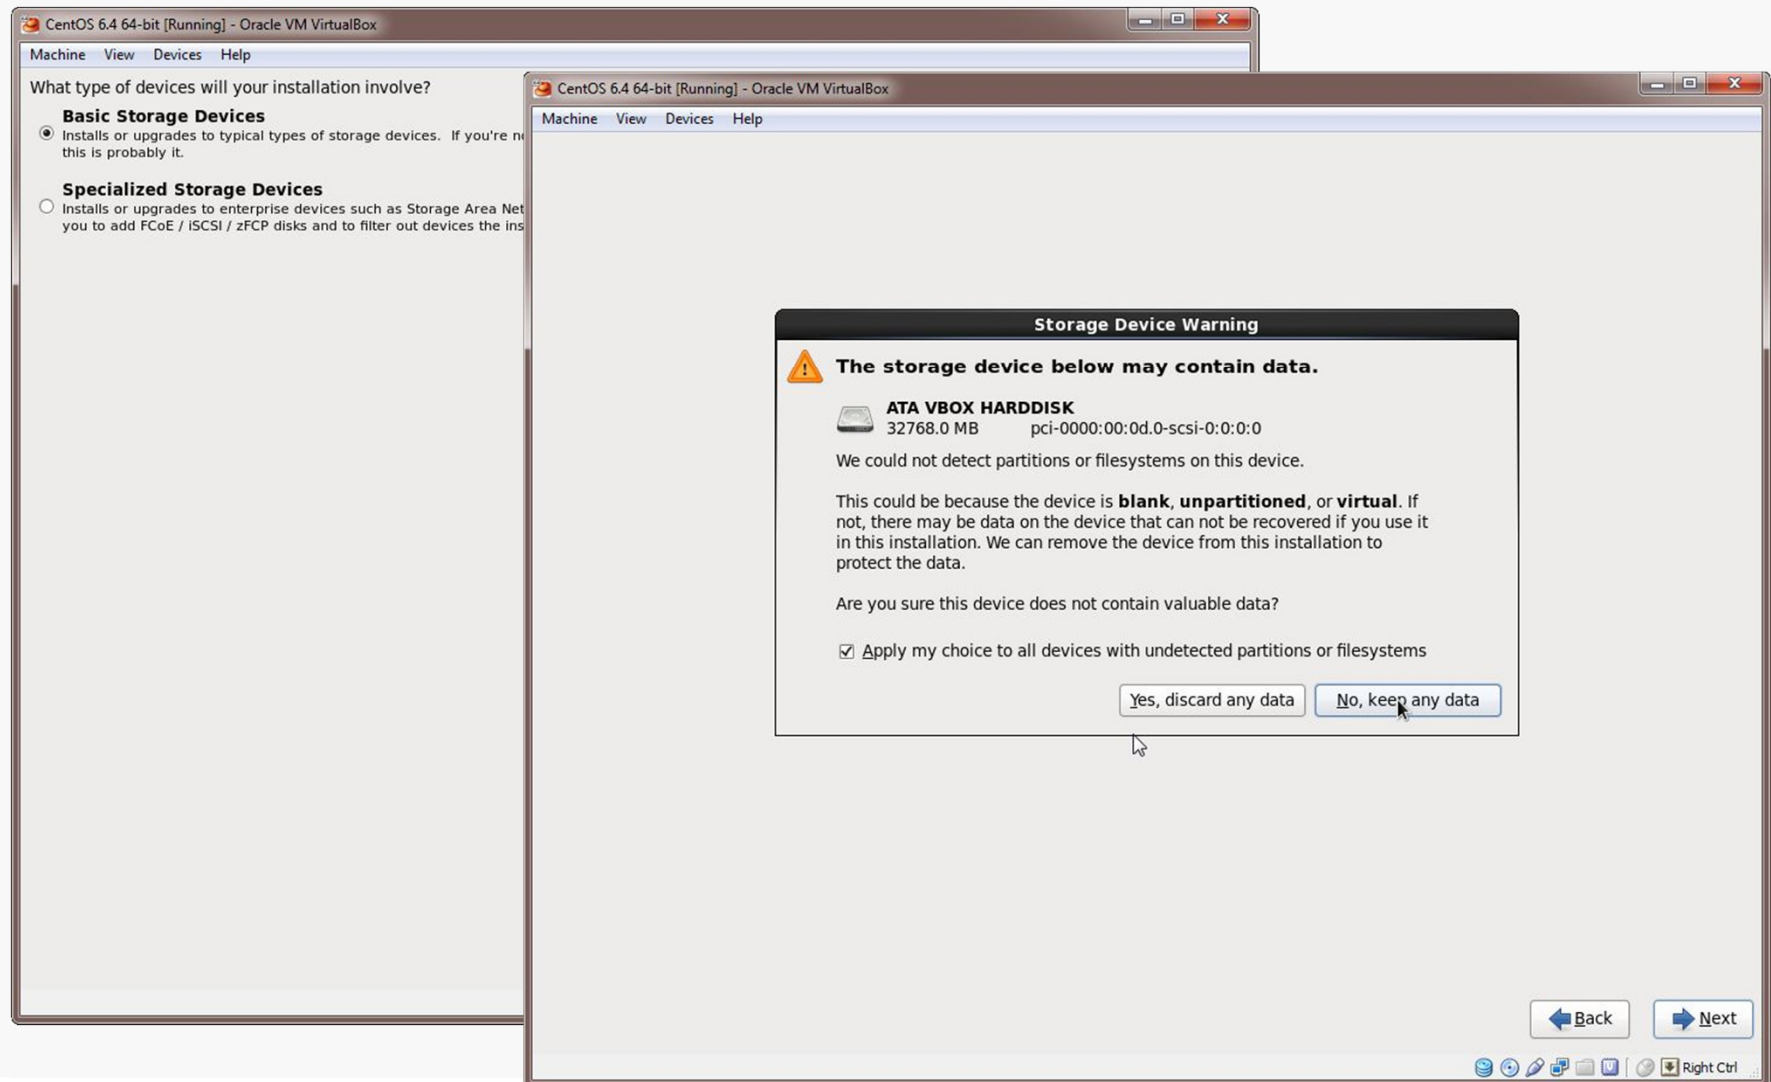 CentOS 6.4 64-bit [Running] - Oracle VM VirtualBox
Machine View Devices Help
What type of devices will your installation involve?
Basic Storage Devices
Installs or upgrades to typical types of storage devices. If you're
this is probably it.
Specialized Storage Devices
Installs or upgrades to enterprise devices such as Storage Area
you to add FCoE / iSCSI / zFCP disks and to filter out devices the
CentOS 6.4 64-bit [Running] - Oracle VM VirtualBox
Machine View Devices Help
Storage Device Warning
The storage device below may contain data.
ATA VBOX HARDDISK
32768.0 MB pci-0000:00:0d.0-scsi-0:0:0:0
We could not detect partitions or filesystems on this device.
This could be because the device is blank, unpartitioned, or virtual. If
not, there may be data on the device that can not be recovered if you use it
in this installation. We can remove the device from this installation to
protect the data.
Are you sure this device does not contain valuable data?
Apply my choice to all devices with undetected partitions or filesystems
Yes, discard any data
No, keep any data
Back
Next
Right Ctrl